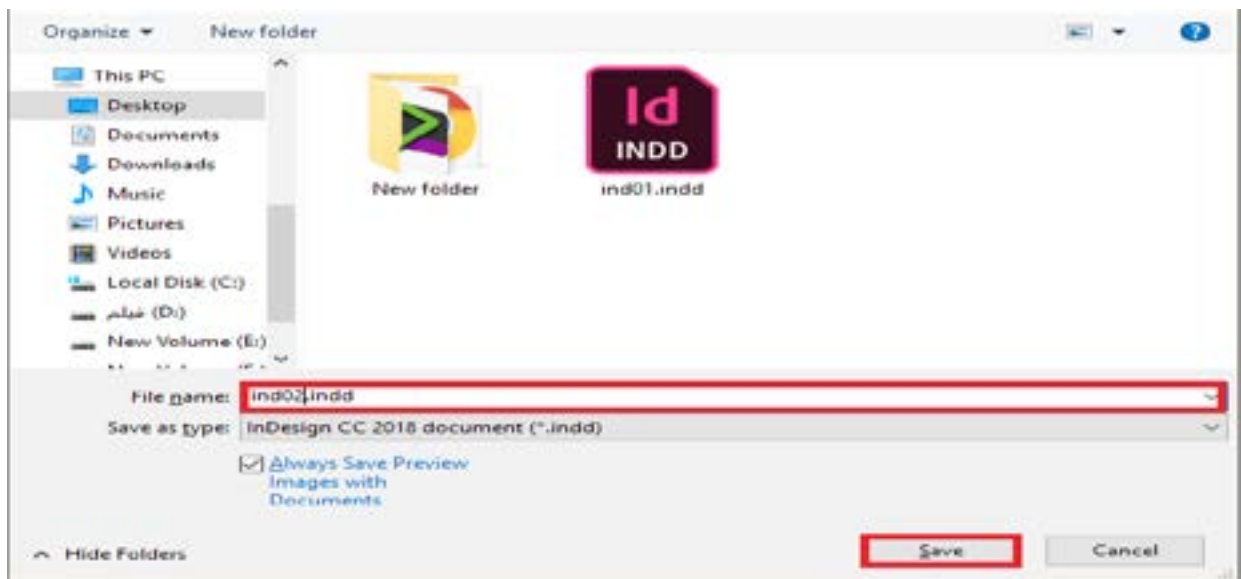 Organize New folder
This PC
Desktop
Documents
Downloads
Music
Pictures
Videos
Local Disk (C:)
فیلم (D:)
New Volume (E:)
Id
INDD
New folder
ind01.indd
File name: ind02.indd
Save as type: InDesign CC 2018 document (*.indd)
Always Save Preview
Images with
Documents
Hide Folders
Save Cancel